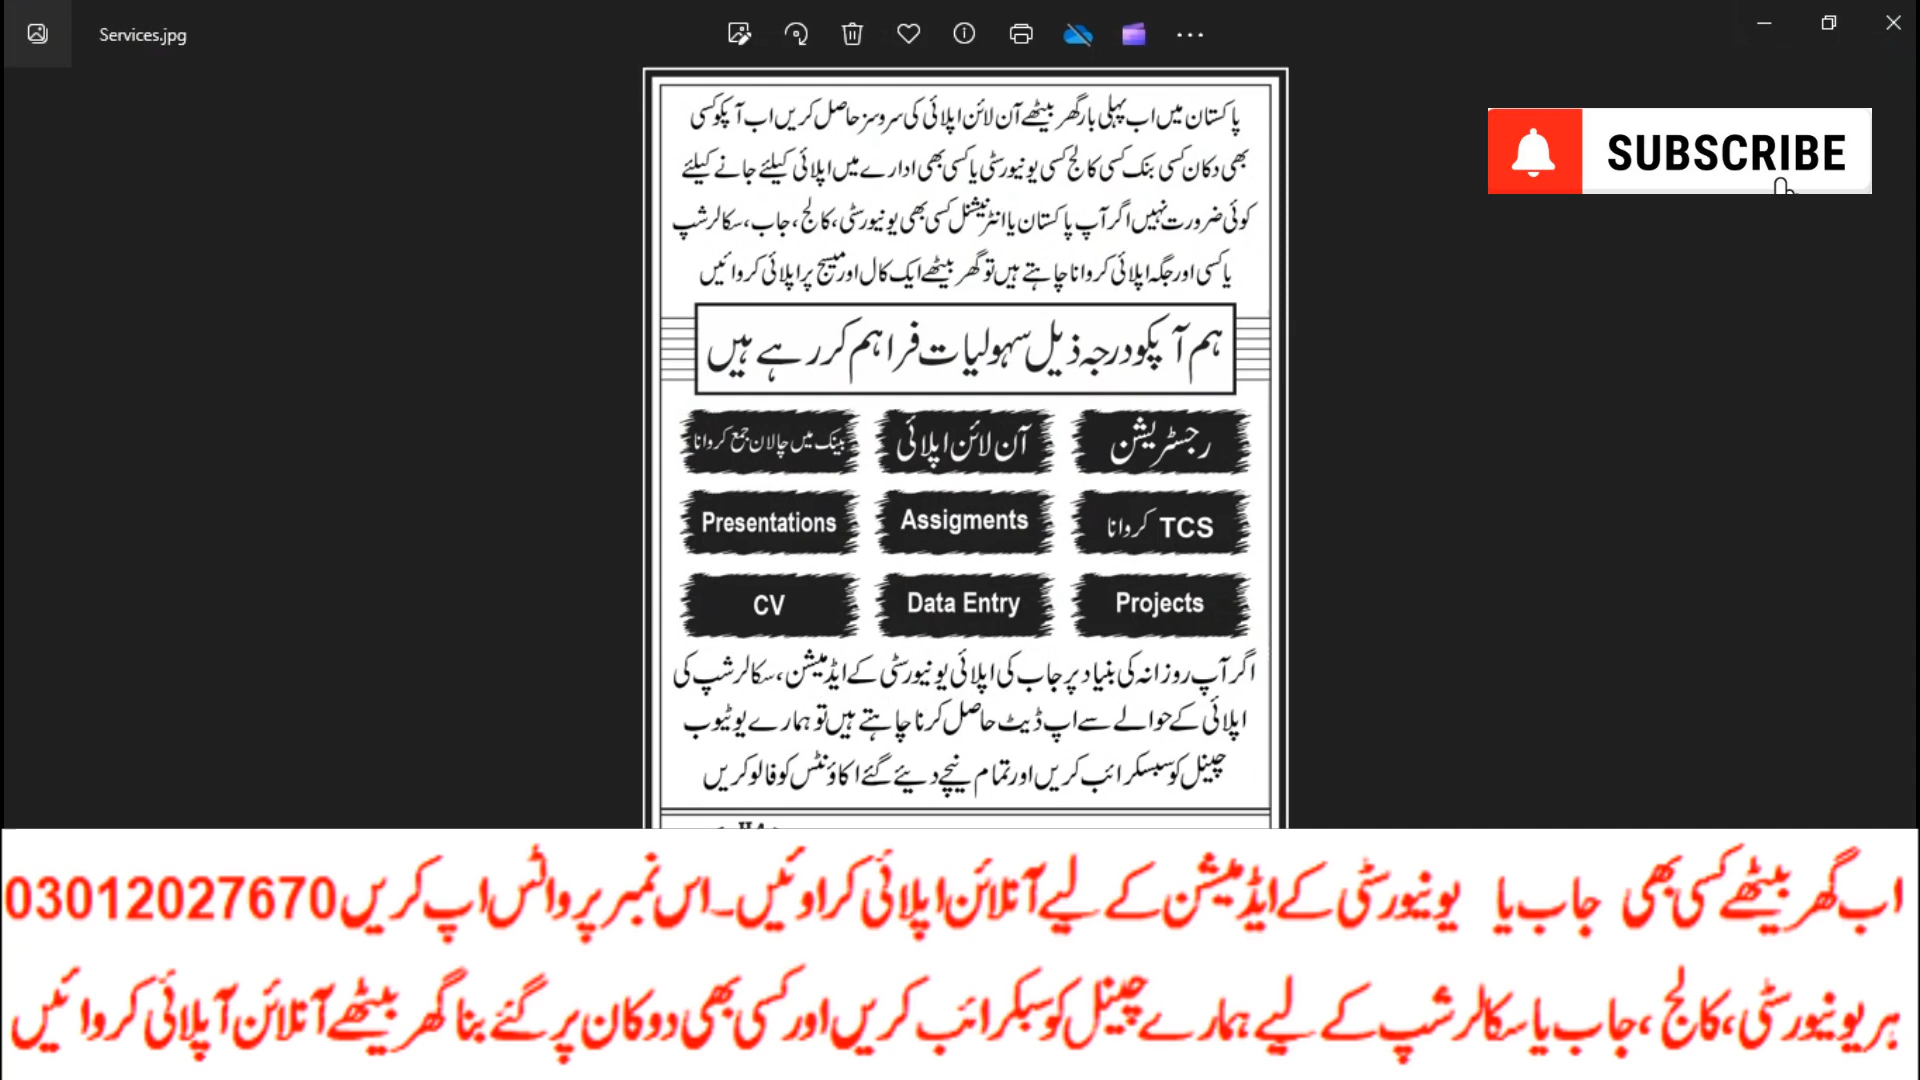 Services.jpg
SUBSCRIBE
پاکستان میں اب پہلی بار گھر بیٹھے آن لائن اپلائی کی سروسز حاصل کریں اب آپکو کسی
بھی دکان کسی بنک کسی کالج کسی یونیورسٹی یا کسی بھی ادارے میں اپلائی کیلئے جانے کیلئے
کوئی ضرورت نہیں اگر آپ پاکستان یا انٹرنیشنل کسی بھی یونیورسٹی، کالج، جاب، سکالرشپ
یا کسی اور جگہ اپلائی کروانا چاہتے ہیں تو گھر بیٹھے ایک کال اور میسج پر اپلائی کروائیں
ہم آپکو درجہ ذیل سہولیات فراہم کر رہے ہیں
رجسٹریشن
آن لائن اپلائی
بینک میں چالان جمع کروانا
TCS کروانا
Assigments
Presentations
Projects
Data Entry
CV
اگر آپ روزانہ کی بنیاد پر جاب کی اپلائی یونیورسٹی کے ایڈمیشن، سکالرشپ کی
اپلائی کے حوالے سے اپ ڈیٹ حاصل کرنا چاہتے ہیں تو ہمارے یوٹیوب
چینل کو سبسکرائب کریں اور تمام نیچے دیئے گئے اکاؤنٹس کو فالو کریں
اب گھر بیٹھے کسی بھی جاب یا یونیورسٹی کے ایڈمیشن کے لیے آنلائن اپلائی کراوئیں۔ اس نمبر پر واٹس اپ کریں 03012027670
ہر یونیورسٹی، کالج، جاب یا سکالرشپ کے لیے ہمارے چینل کو سبکرائب کریں اور کسی بھی دوکان پر گئے بنا گھر بیٹھے آنلائن آپلائی کروائیں